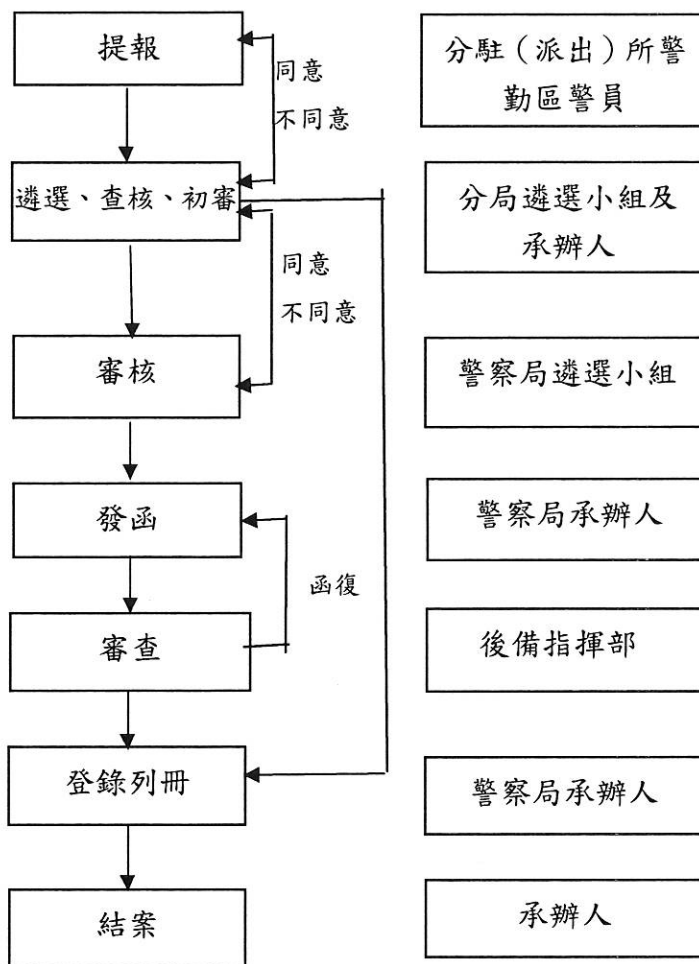 提報
分駐（派出）所警
勤區警員
同意
不同意
遴選、查核、初審
分局遴選小組及
承辦人
同意
不同意
審核
警察局遴選小組
發函
警察局承辦人
函復
審查
後備指揮部
登錄列冊
警察局承辦人
結案
承辦人